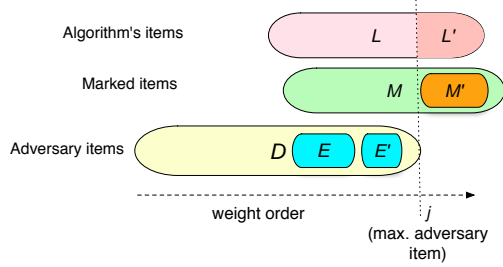 Algorithm's items L L'
Marked items M M'
Adversary items D E E'
weight order j
(max. adversary
item)